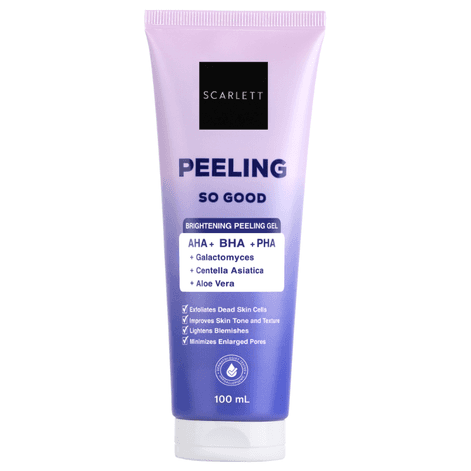 SCARLETT
PEELING
SO GOOD
BRIGHTENING PEELING GEL
AHA + BHA + PHA
+ Galactomyces
+ Centella Asiatica
+ Aloe Vera
Exfoliates Dead Skin Cells
Improves Skin Tone and Texture
Lightens Blemishes
Minimizes Enlarged Pores
100 mL